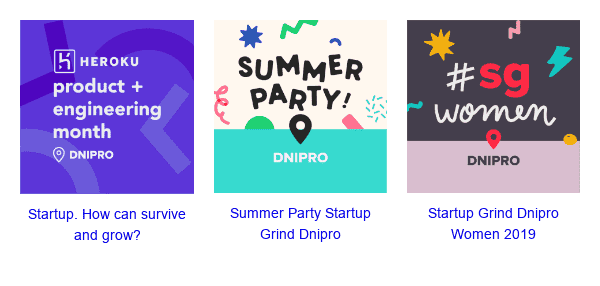 HEROKU
product +
engineering
month
DNIPRO
Startup. How can survive
and grow?
SUMMER
PARTY!
DNIPRO
Summer Party Startup
Grind Dnipro
#sg
women
DNIPRO
Startup Grind Dnipro
Women 2019